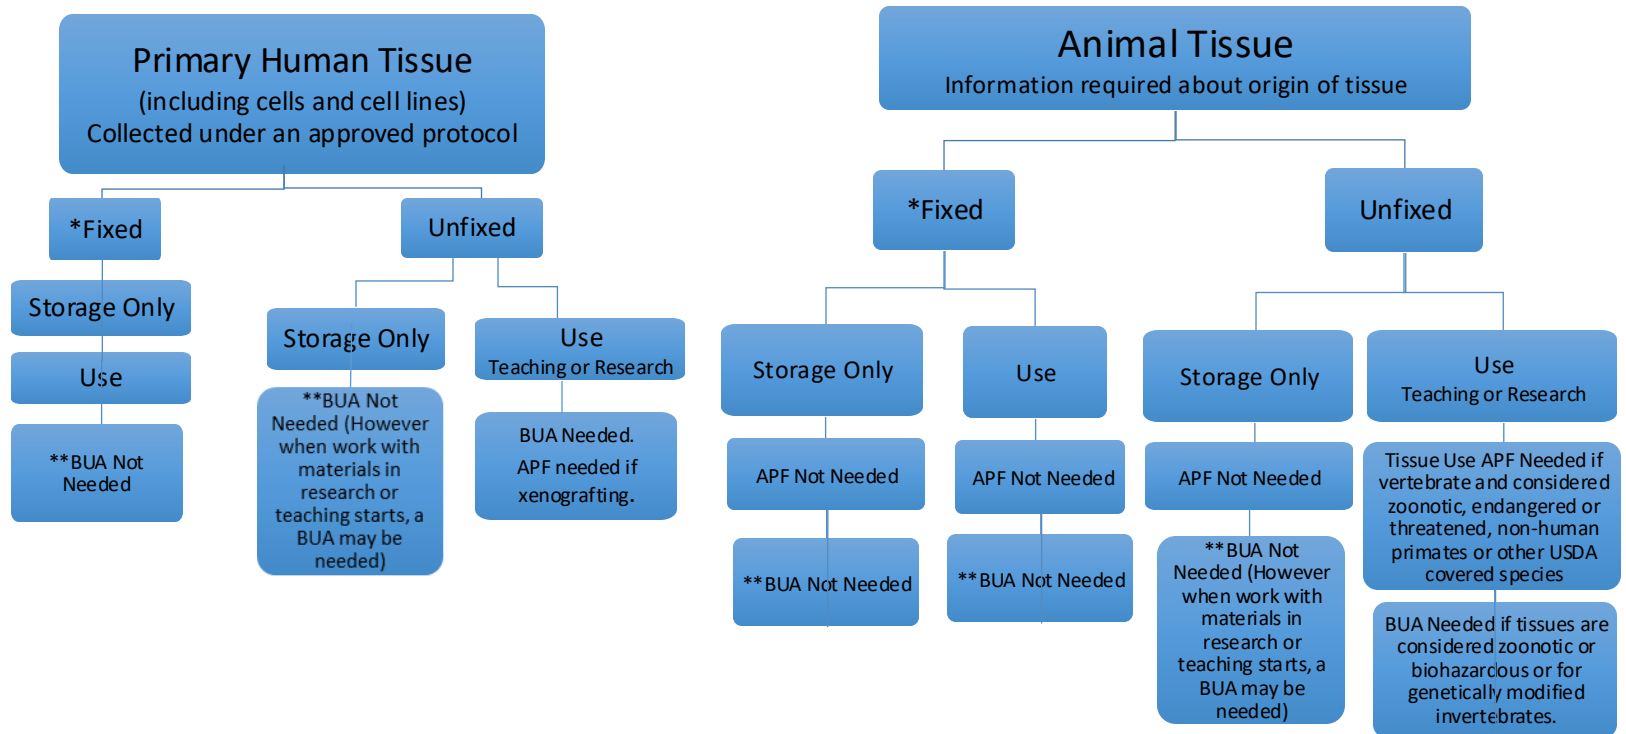 Primary Human Tissue
(including cells and cell lines)
Collected under an approved protocol
*Fixed
Storage Only
Use
**BUA Not
Needed
Unfixed
Storage Only
**BUA Not
Needed (However
when work with
materials in
research or
teaching starts, a
BUA may be
needed)
Use
Teaching or Research
BUA Needed.
APF needed if
xenografting.
Animal Tissue
Information required about origin of tissue
*Fixed
Storage Only
APF Not Needed
**BUA Not Needed
Use
APF Not Needed
**BUA Not Needed
Unfixed
Storage Only
APF Not Needed
**BUA Not
Needed (However
when work with
materials in
research or
teaching starts, a
BUA may be
needed)
Use
Teaching or Research
Tissue Use APF Needed if
vertebrate and considered
zoonotic, endangered or
threatened, non-human
primates or other USDA
covered species
BUA Needed if tissues are
considered zoonotic or
biohazardous or for
genetically modified
invertebrates.